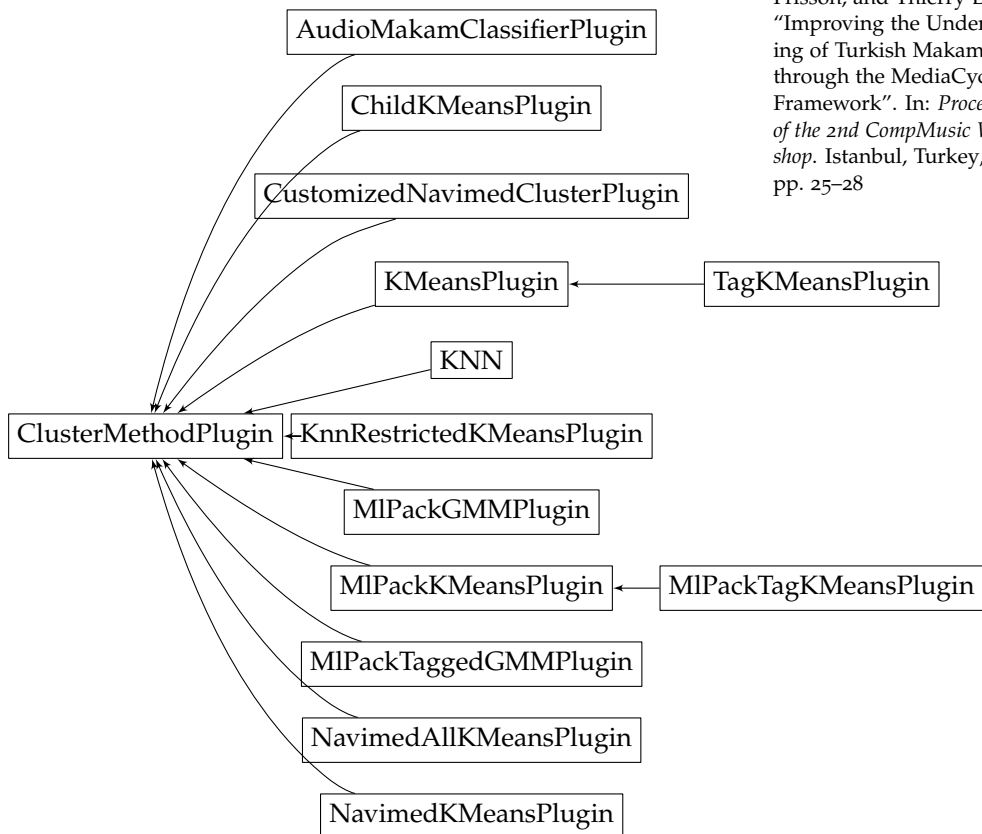 "Improving the Under
ing of Turkish Makam
through the MediaCyc
Framework". In: Proce
of the 2nd CompMusic
shop. Istanbul, Turkey,
pp. 25–28
AudioMakamClassifierPlugin
ChildKMeansPlugin
CustomizedNavimedClusterPlugin
KMeansPlugin
TagKMeansPlugin
KNN
ClusterMethodPlugin
KnnRestrictedKMeansPlugin
MlPackGMMPlugin
MlPackKMeansPlugin
MlPackTagKMeansPlugin
MlPackTaggedGMMPlugin
NavimedAllKMeansPlugin
NavimedKMeansPlugin